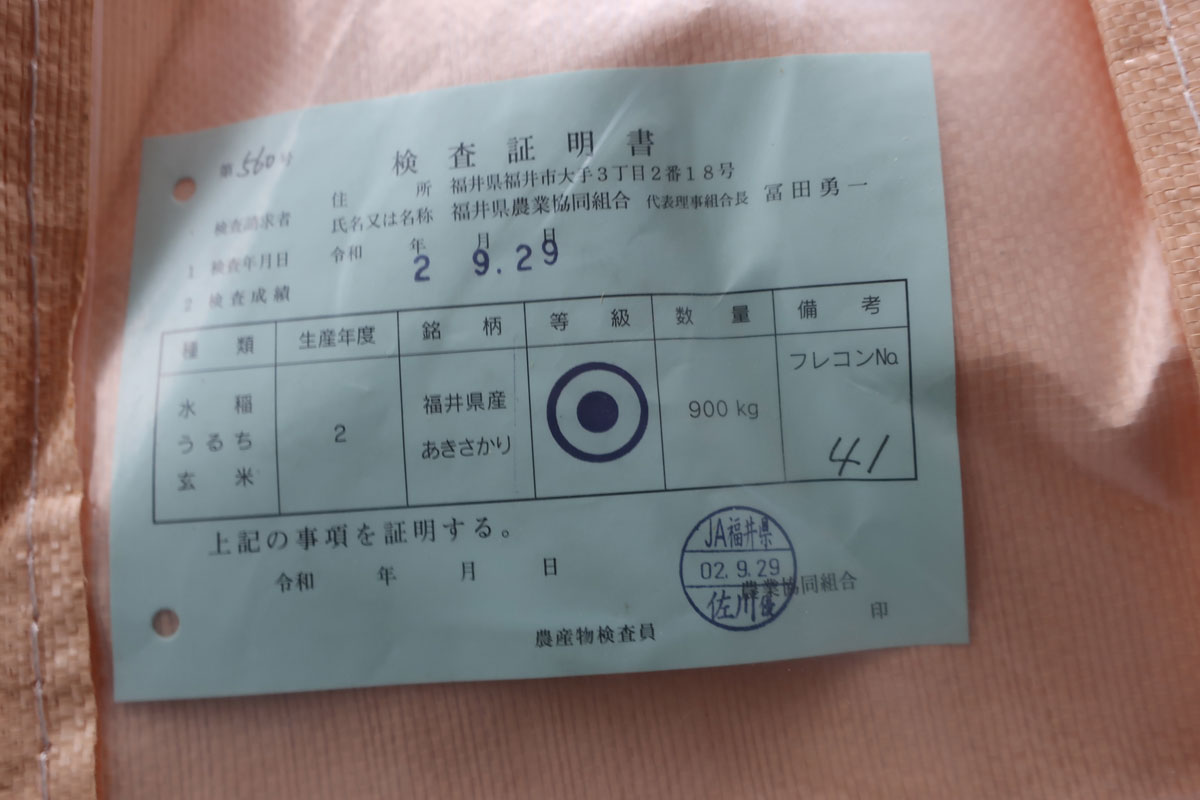 第560号
検査証明書
住所 福井県福井市大手3丁目2番18号
検査請求者 氏名又は名称 福井県農業協同組合 代表理事組合長 冨田勇一
1 検査年月日 令和 年 月 日
2 9.29
2 検査成績
種類 生産年度 銘柄 等級 数量 備考
水稲 うるち 玄米 2 福井県産 あきさかり 900kg フレコンNo. 41
上記の事項を証明する。
令和 年 月 日
JA福井県
02.9.29
佐川優
農業協同組合
農産物検査員 印